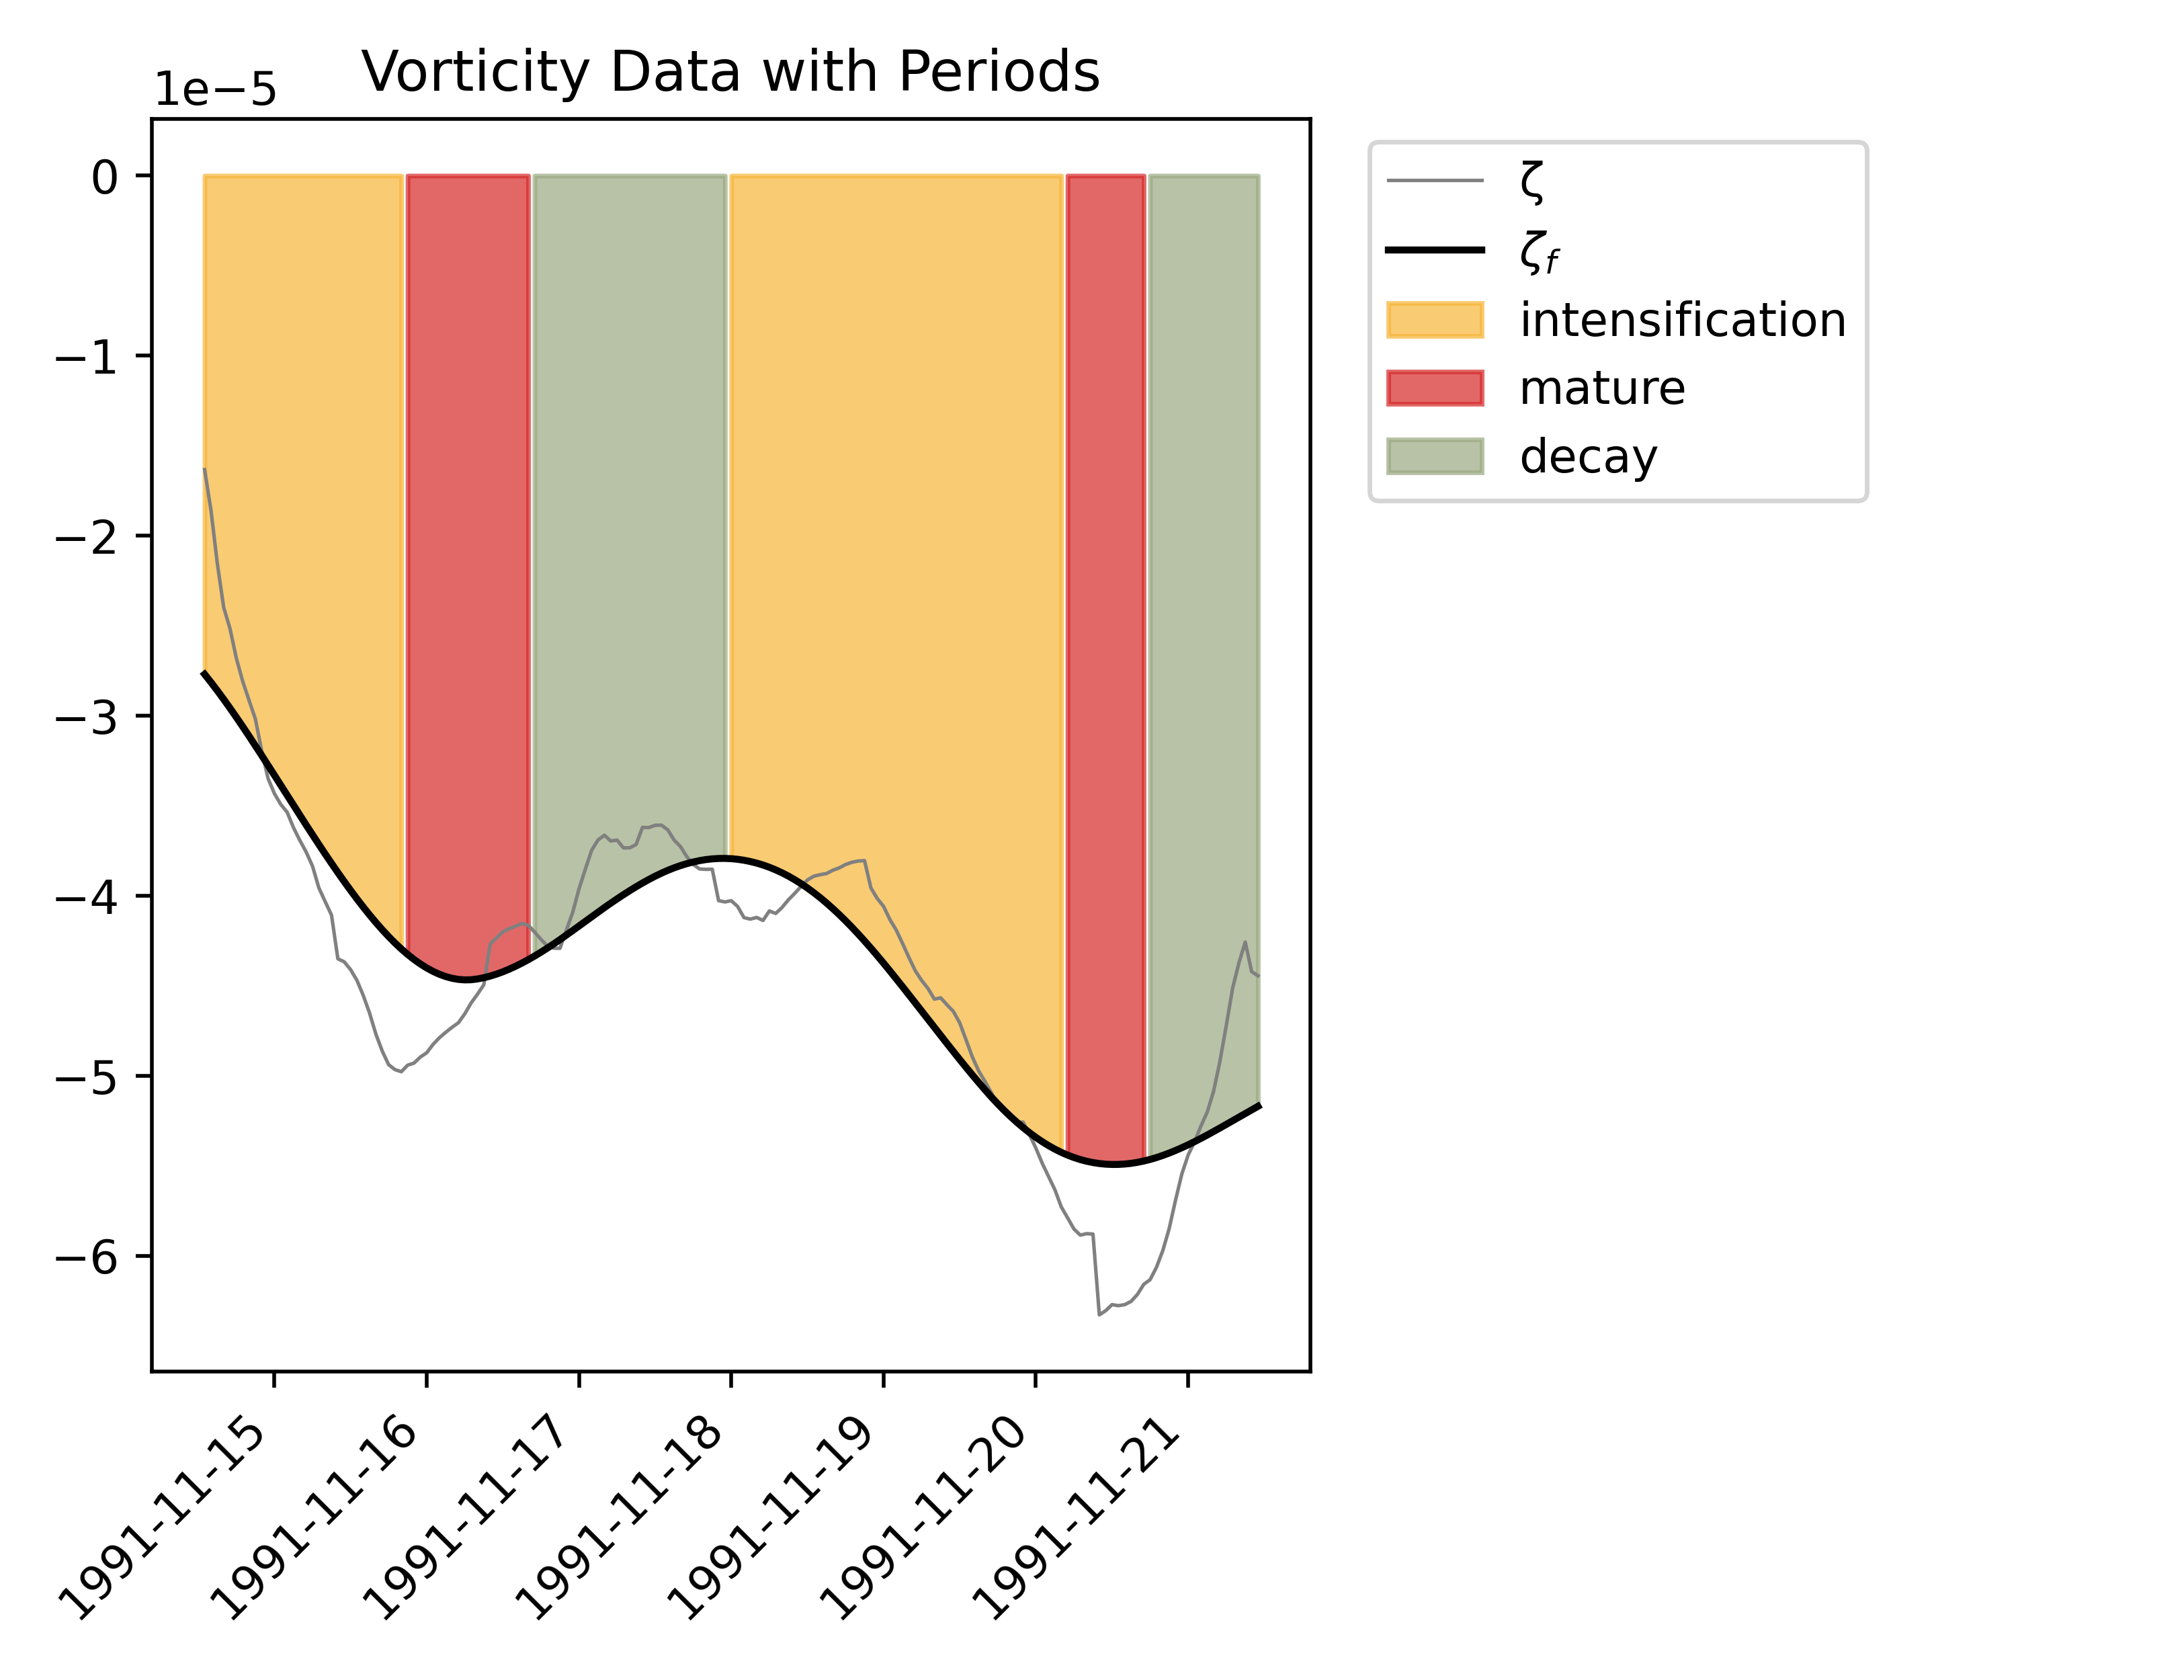 Vorticity Data with Periods
1e−5
0
−1
−2
−3
−4
−5
−6
1991-11-15
1991-11-16
1991-11-17
1991-11-18
1991-11-19
1991-11-20
1991-11-21
ζ
ζf
intensification
mature
decay